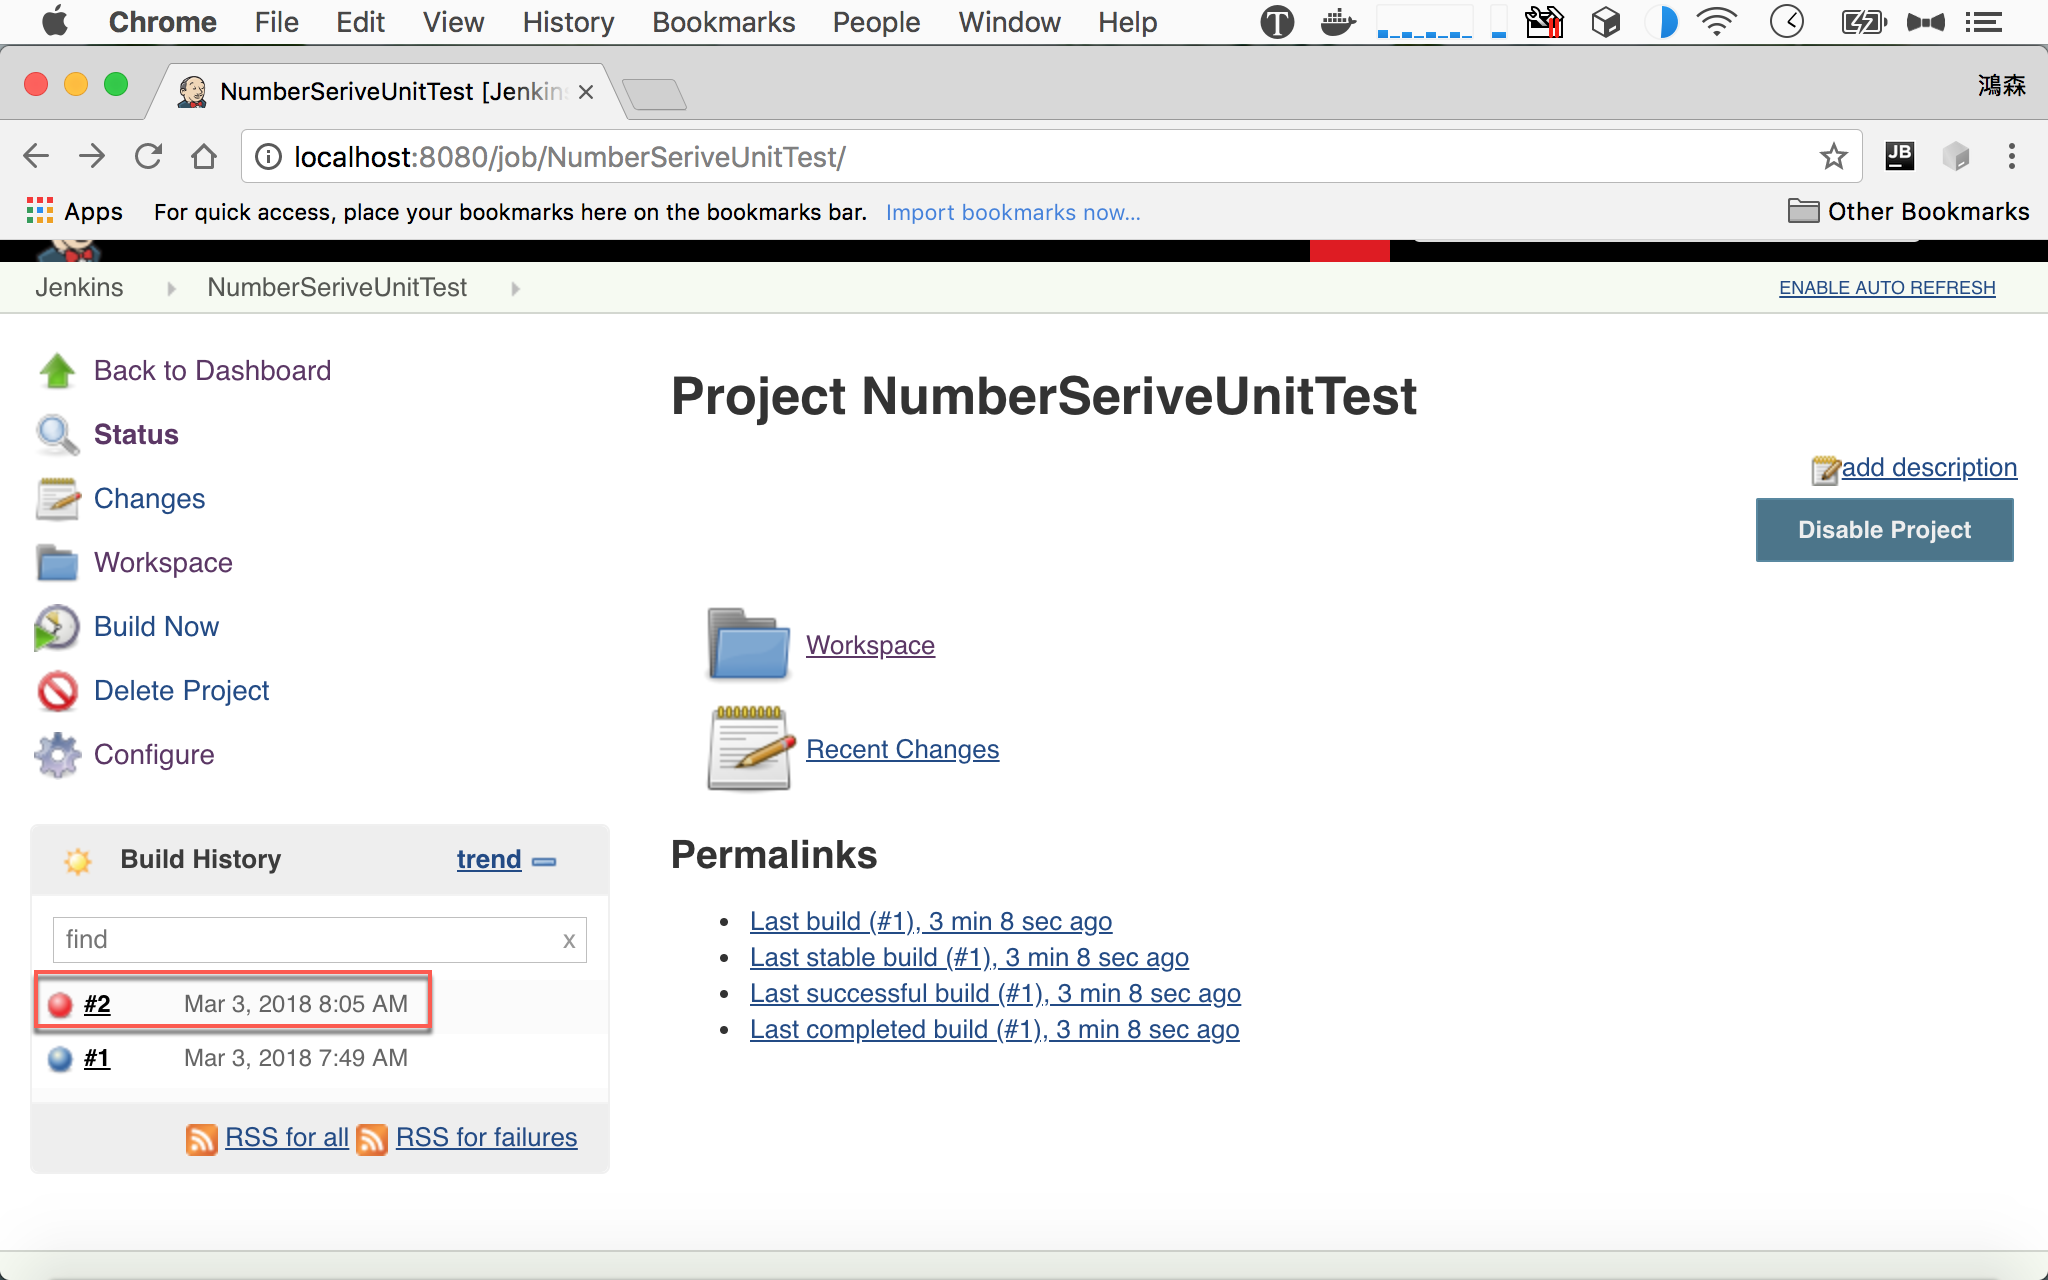 Chrome File Edit View History Bookmarks People Window Help
NumberSeriveUnitTest [Jenkins
鴻森
localhost:8080/job/NumberSeriveUnitTest/
JB
Apps For quick access, place your bookmarks here on the bookmarks bar. Import bookmarks now... Other Bookmarks
Jenkins NumberSeriveUnitTest ENABLE AUTO REFRESH
Back to Dashboard
Status
Changes
Workspace
Build Now
Delete Project
Configure
Project NumberSeriveUnitTest
add description
Disable Project
Workspace
Recent Changes
Build History trend
find x
#2 Mar 3, 2018 8:05 AM
#1 Mar 3, 2018 7:49 AM
RSS for all RSS for failures
Permalinks
Last build (#1), 3 min 8 sec ago
Last stable build (#1), 3 min 8 sec ago
Last successful build (#1), 3 min 8 sec ago
Last completed build (#1), 3 min 8 sec ago